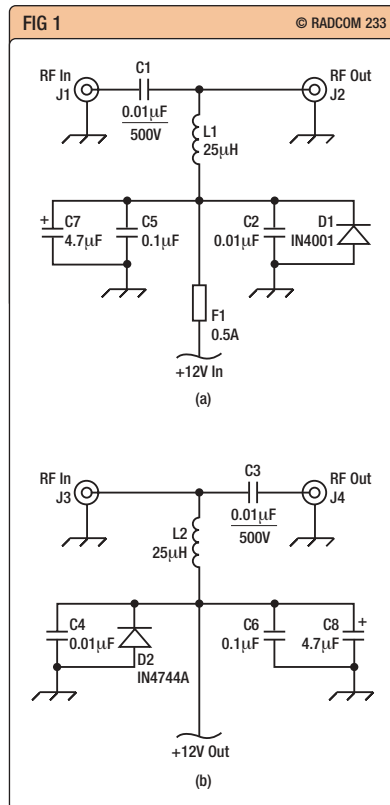 FIG 1
© RADCOM 233
RF In
J1
C1
0.01µF
500V
RF Out
J2
L1
25µH
+
C7
4.7µF
C5
0.1µF
C2
0.01µF
D1
IN4001
F1
0.5A
+12V In
(a)
RF In
J3
C3
0.01µF
500V
RF Out
J4
L2
25µH
C4
0.01µF
D2
IN4744A
C6
0.1µF
C8
4.7µF
+
+12V Out
(b)